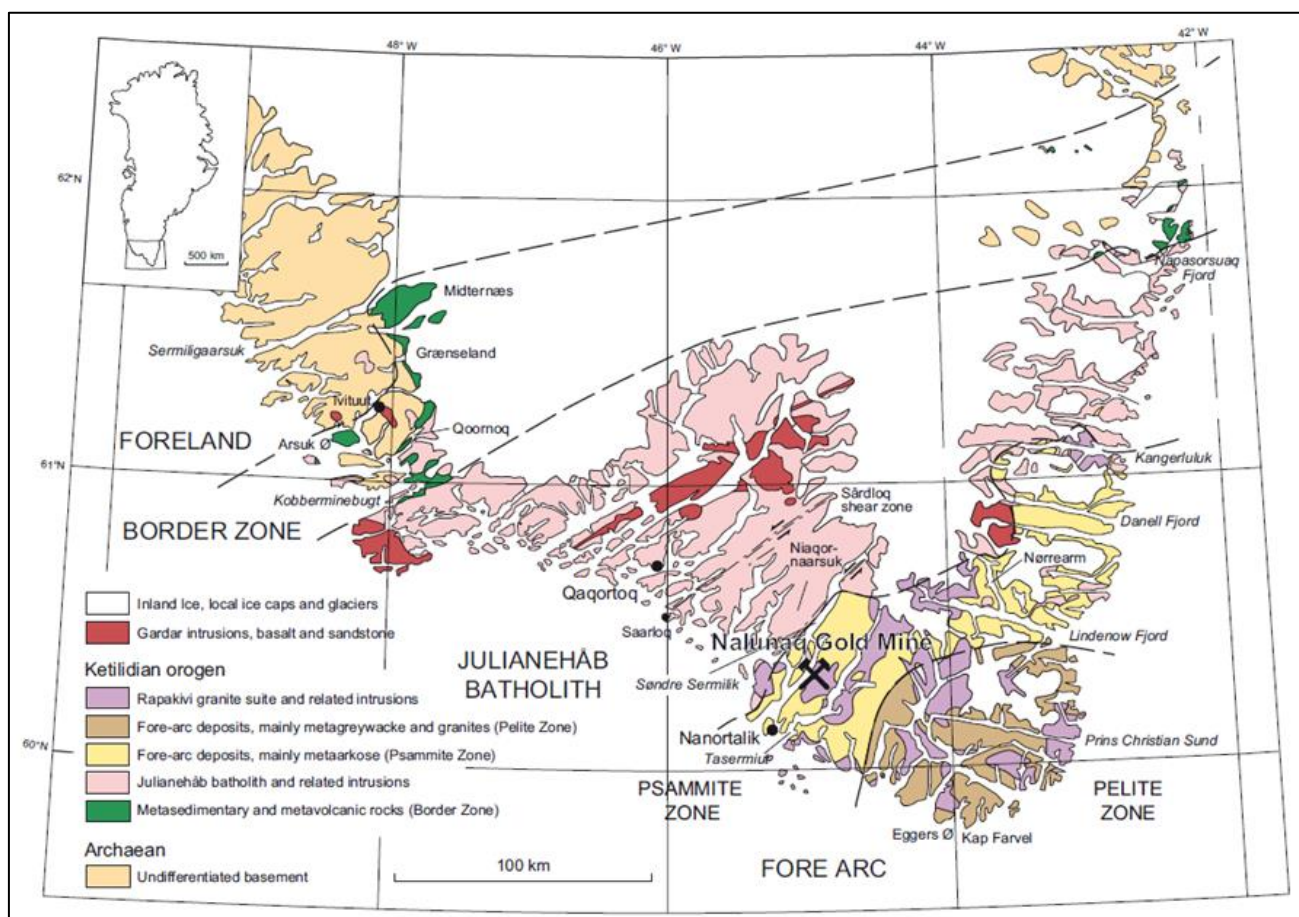 48° W
46° W
44° W
42° W
62°N
500 km
Midternæs
Napasorsuaq
Fjord
Sermiligaarsuk
Grænseland
Ivituut
FORELAND
Arsuk Ø
Qoornoq
61°N
Kangerluluk
Kobberminebugt
Sârdloq
shear zone
BORDER ZONE
Danell Fjord
Niaqor-
naarsuk
Nørrearm
Qaqortoq
Inland Ice, local ice caps and glaciers
Gardar intrusions, basalt and sandstone
Saarloq
Lindenow Fjord
Nalunaq Gold Mine
JULIANEHÅB
BATHOLITH
Søndre Sermilik
Ketilidian orogen
Rapakivi granite suite and related intrusions
Fore-arc deposits, mainly metagreywacke and granites (Pelite Zone)
Nanortalik
Prins Christian Sund
60°N
Fore-arc deposits, mainly metaarkose (Psammite Zone)
Tasermiut
Julianehåb batholith and related intrusions
PSAMMITE
ZONE
PELITE
ZONE
Metasedimentary and metavolcanic rocks (Border Zone)
Eggers Ø
Kap Farvel
Archaean
100 km
FORE ARC
Undifferentiated basement